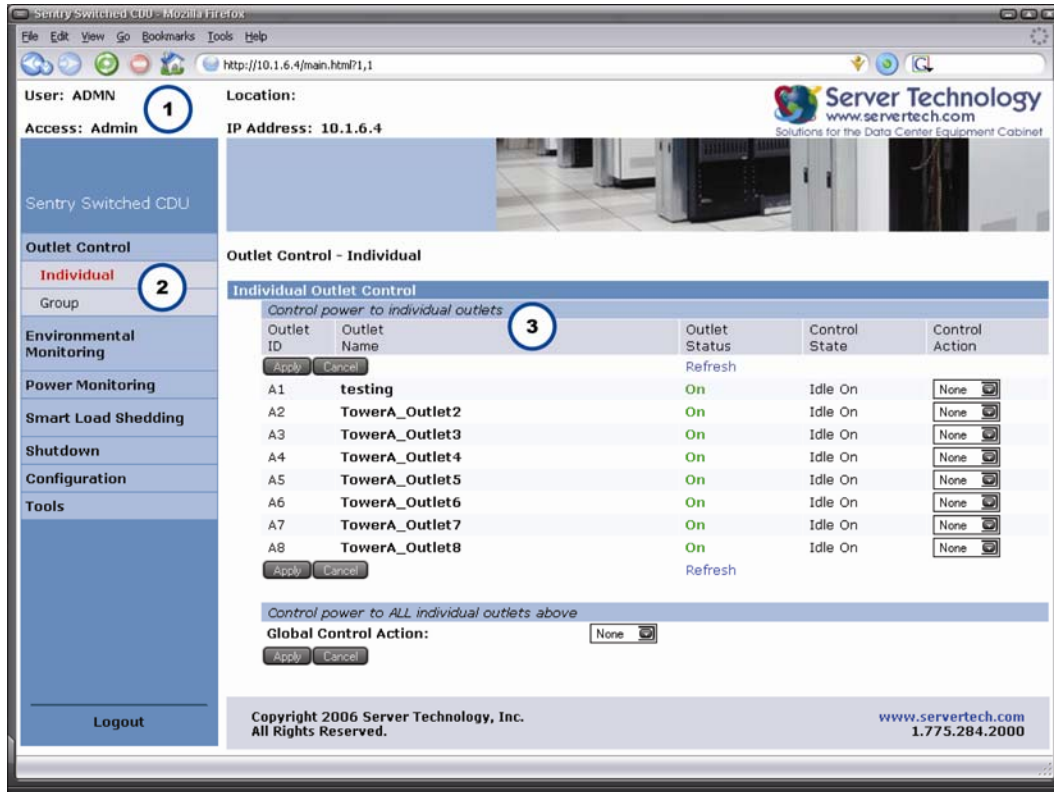 Sentry Switched CDU - Mozilla Firefox
File Edit View Go Bookmarks Tools Help
http://10.1.6.4/main.html?1,1
G
User: ADMN
Access: Admin
1
Location:
IP Address: 10.1.6.4
Server Technology
www.servertech.com
Solutions for the Data Center Equipment Cabinet
Sentry Switched CDU
Outlet Control
Individual
Group
2
Environmental
Monitoring
Power Monitoring
Smart Load Shedding
Shutdown
Configuration
Tools
Logout
Outlet Control - Individual
Individual Outlet Control
Control power to individual outlets
3
Outlet ID Outlet Name Outlet Status Control State Control Action
Apply Cancel Refresh
A1 testing On Idle On None
A2 TowerA_Outlet2 On Idle On None
A3 TowerA_Outlet3 On Idle On None
A4 TowerA_Outlet4 On Idle On None
A5 TowerA_Outlet5 On Idle On None
A6 TowerA_Outlet6 On Idle On None
A7 TowerA_Outlet7 On Idle On None
A8 TowerA_Outlet8 On Idle On None
Apply Cancel Refresh
Control power to ALL individual outlets above
Global Control Action: None
Apply Cancel
Copyright 2006 Server Technology, Inc.
All Rights Reserved.
www.servertech.com
1.775.284.2000